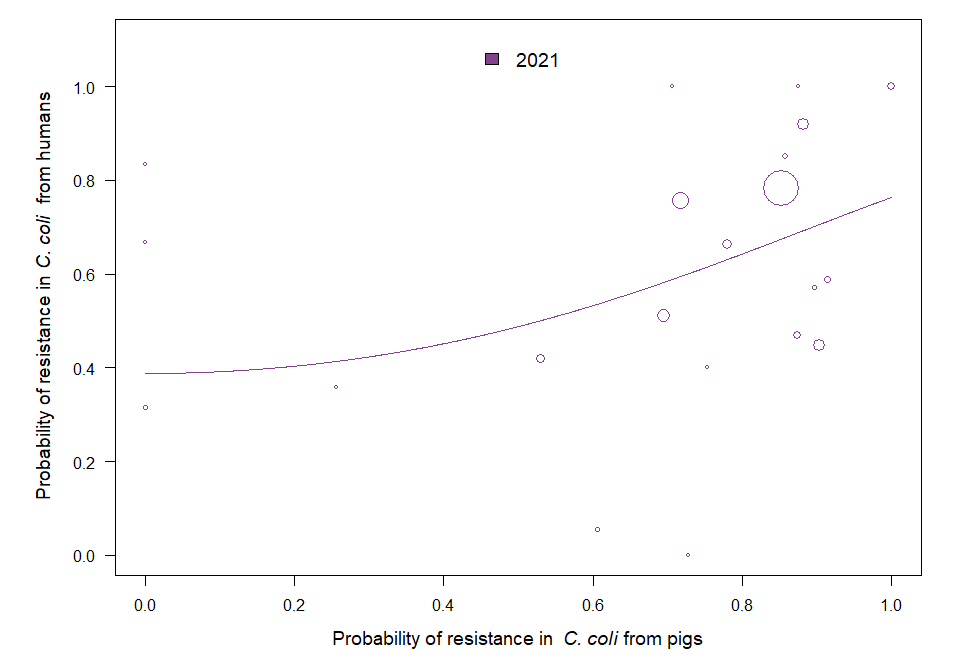 2021
Probability of resistance in C. coli from humans
1.0
0.8
0.6
0.4
0.2
0.0
0.0 0.2 0.4 0.6 0.8 1.0
Probability of resistance in C. coli from pigs